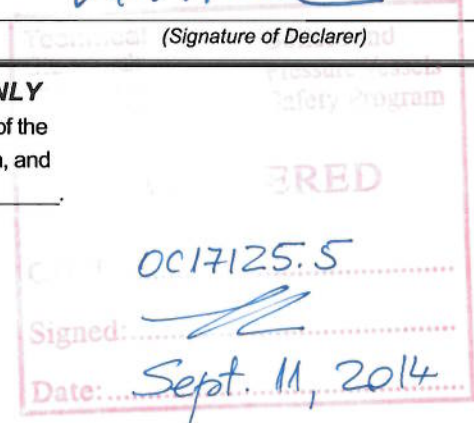 (Signature of Declarer)
Technical
Pressure Vessels
NLY
Safety Program
of the
, and
ERED
OC17125.5
Signed:
Date: Sept. 11, 2014